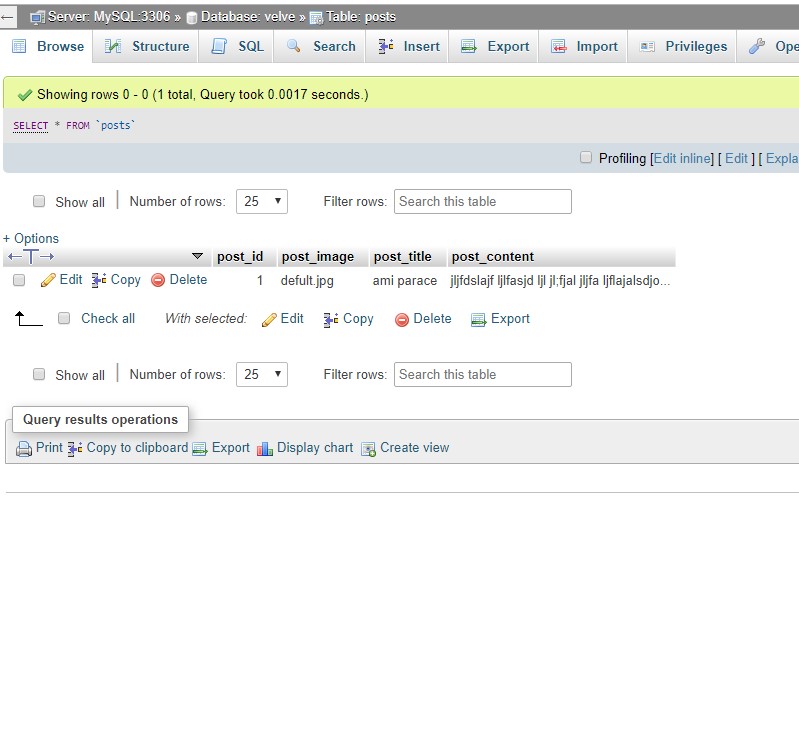 ← Server: MySQL:3306 » Database: velve » Table: posts
Browse Structure SQL Search Insert Export Import Privileges Ope
Showing rows 0 - 0 (1 total, Query took 0.0017 seconds.)
SELECT * FROM `posts`
Profiling [Edit inline] [ Edit ] [ Expla
Show all Number of rows: 25 Filter rows: Search this table
+ Options
←T→ post_id post_image post_title post_content
Edit Copy Delete 1 defult.jpg ami parace jljfdslajf ljlfasjd ljl jl;fjal jljfa ljflajalsdjo...
Check all With selected: Edit Copy Delete Export
Show all Number of rows: 25 Filter rows: Search this table
Query results operations
Print Copy to clipboard Export Display chart Create view